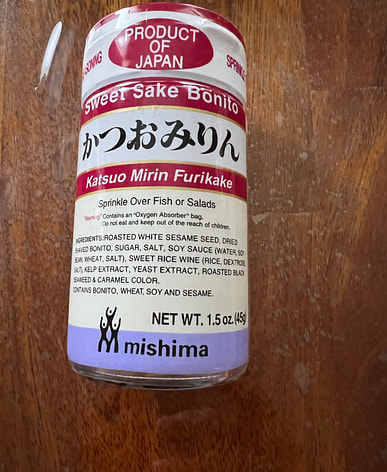 PRODUCT
OF
JAPAN
Sweet Sake Bonito
かつおみりん
Katsuo Mirin Furikake
Sprinkle Over Fish or Salads
"Warning" Contains an "Oxygen Absorber" bag.
Do not eat and keep out of the reach of children.
INGREDIENTS:ROASTED WHITE SESAME SEED, DRIED
SHAVED BONITO, SUGAR, SALT, SOY SAUCE (WATER, SOY
BEAN, WHEAT, SALT), SWEET RICE WINE (RICE, DEXTROSE,
SALT), KELP EXTRACT, YEAST EXTRACT, ROASTED BLACK
SEAWEED & CARAMEL COLOR.
CONTAINS BONITO, WHEAT, SOY AND SESAME.
NET WT. 1.5 oz. (45g)
mishima